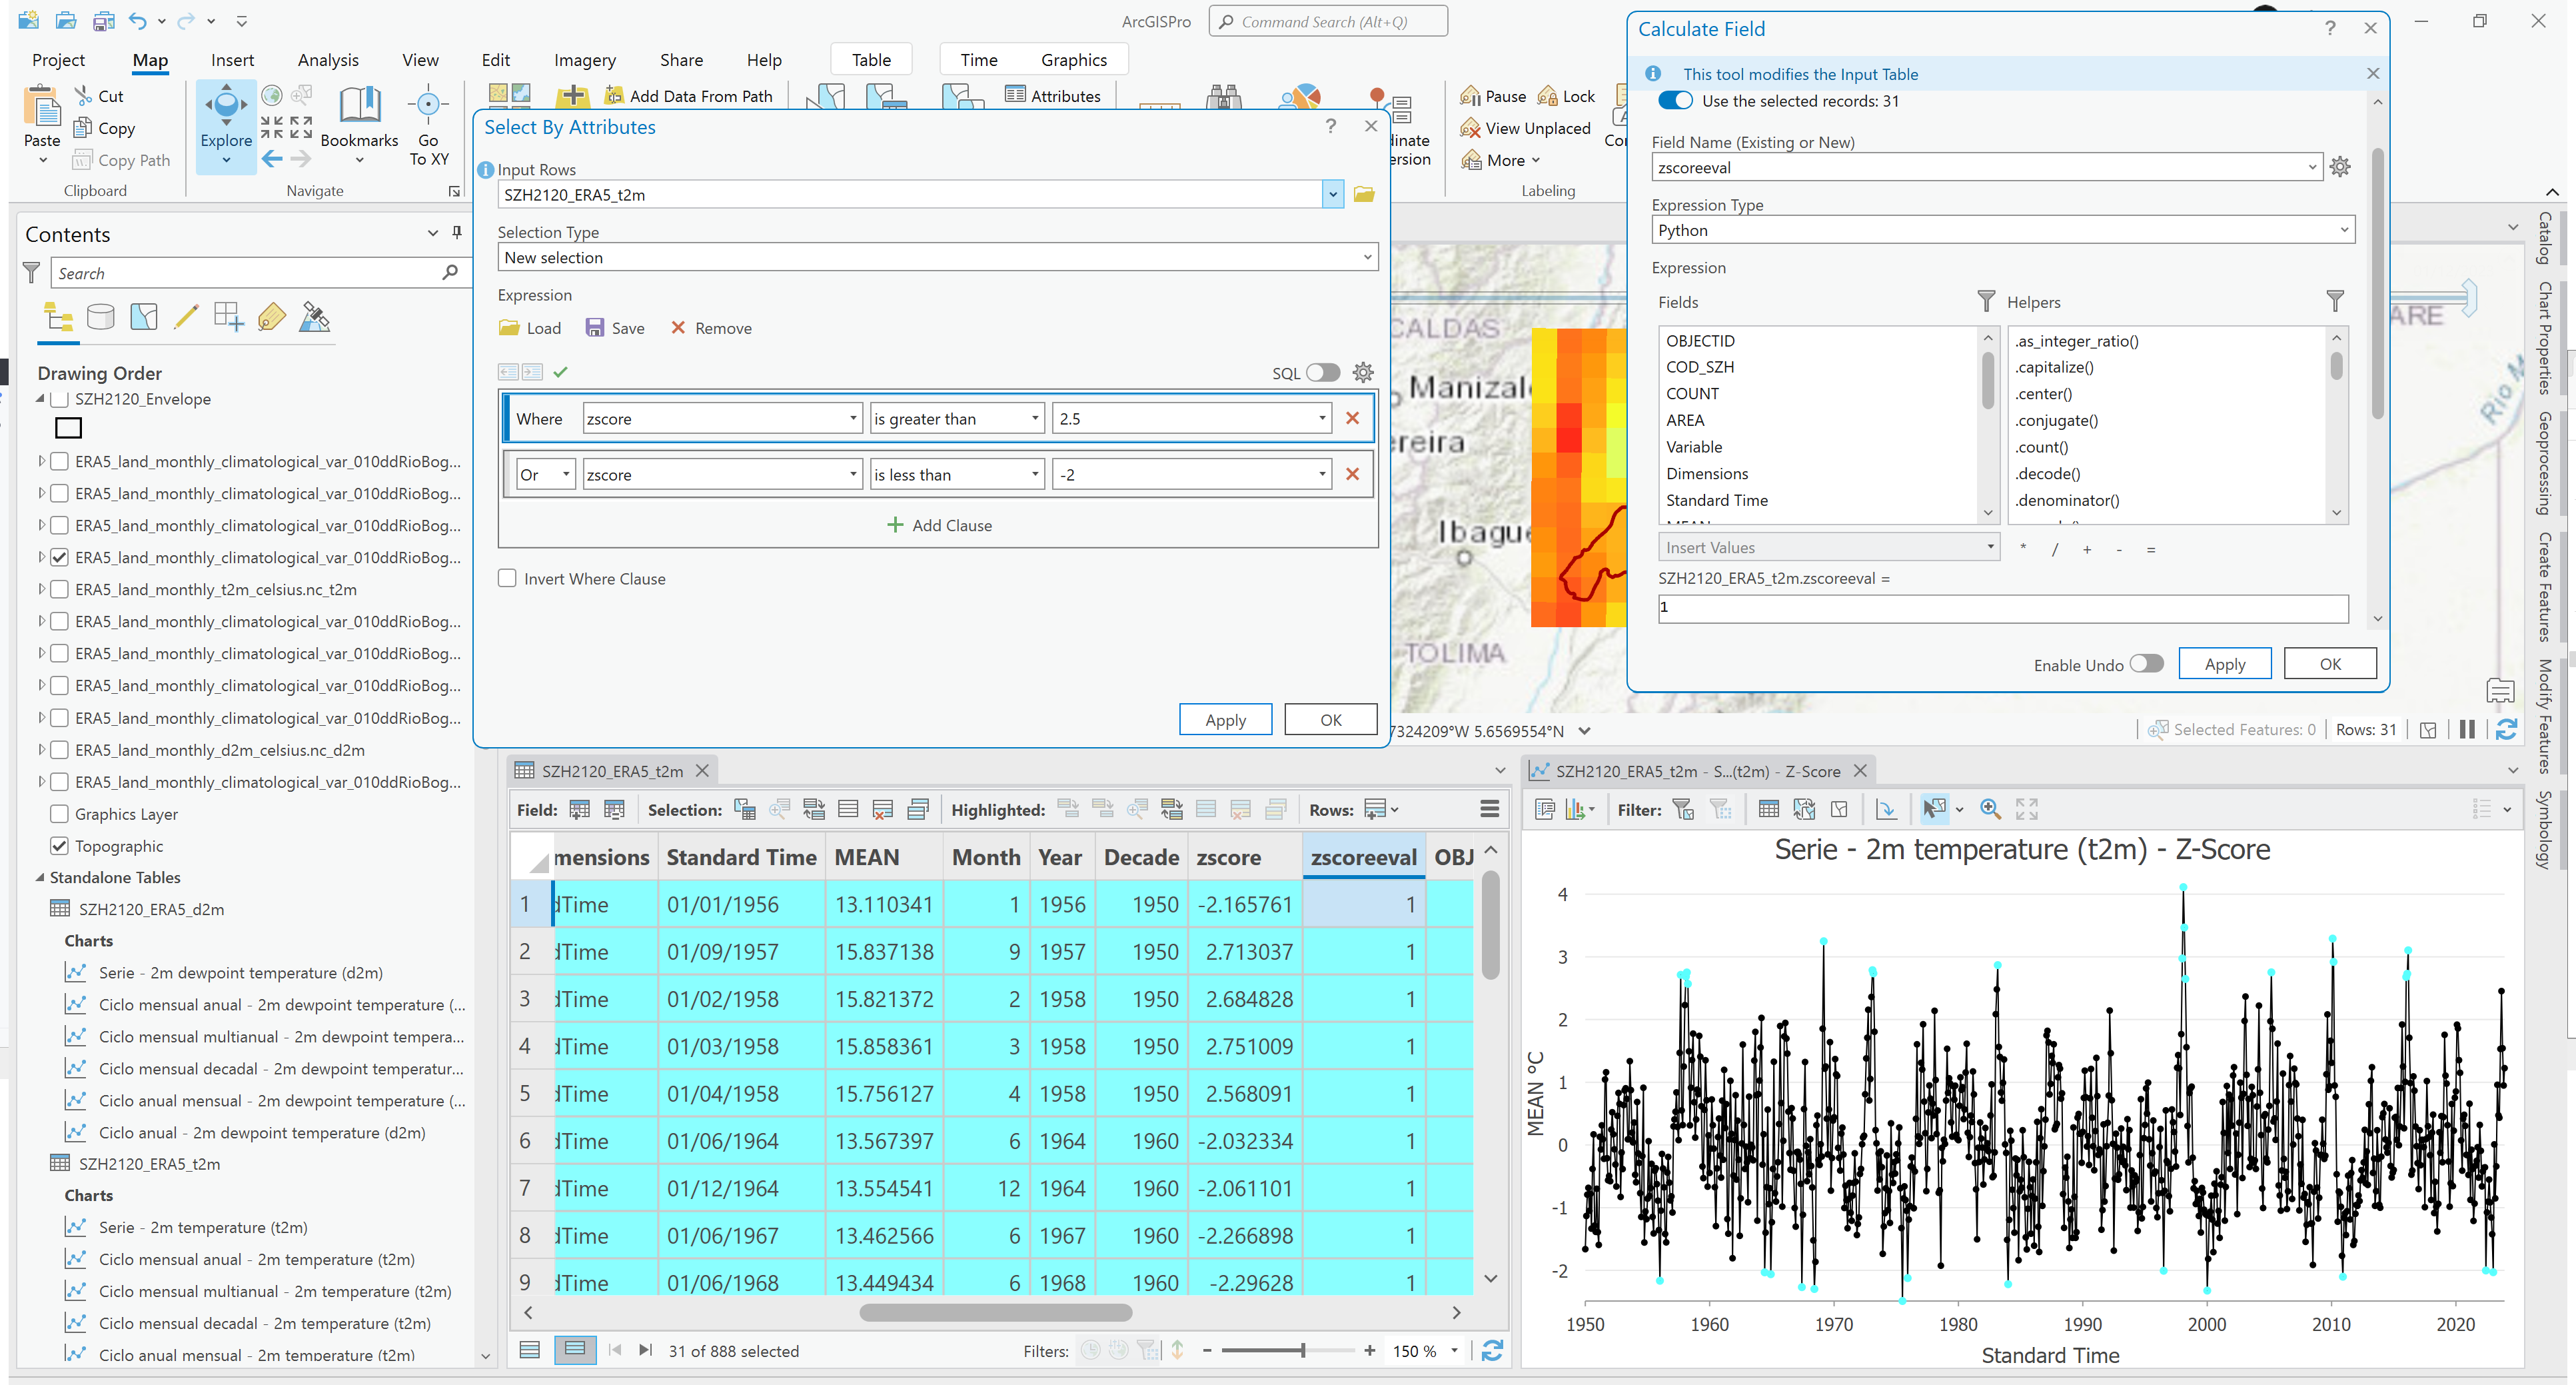 ArcGISPro
Command Search (Alt+Q)
Project
Map
Insert
Analysis
View
Edit
Imagery
Share
Help
Table
Time
Graphics
Paste
Cut
Copy
Copy Path
Clipboard
Explore
Bookmarks
Go
To XY
Navigate
Add Data From Path
Attributes
Pause
Lock
View Unplaced
More
Labeling
Contents
Search
Drawing Order
SZH2120_Envelope
ERA5_land_monthly_climatological_var_010ddRioBog...
ERA5_land_monthly_climatological_var_010ddRioBog...
ERA5_land_monthly_climatological_var_010ddRioBog...
ERA5_land_monthly_climatological_var_010ddRioBog...
ERA5_land_monthly_t2m_celsius.nc_t2m
ERA5_land_monthly_climatological_var_010ddRioBog...
ERA5_land_monthly_climatological_var_010ddRioBog...
ERA5_land_monthly_climatological_var_010ddRioBog...
ERA5_land_monthly_climatological_var_010ddRioBog...
ERA5_land_monthly_d2m_celsius.nc_d2m
ERA5_land_monthly_climatological_var_010ddRioBog...
Graphics Layer
Topographic
Standalone Tables
SZH2120_ERA5_d2m
Charts
Serie - 2m dewpoint temperature (d2m)
Ciclo mensual anual - 2m dewpoint temperature (...
Ciclo mensual multianual - 2m dewpoint tempera...
Ciclo mensual decadal - 2m dewpoint temperatur...
Ciclo anual mensual - 2m dewpoint temperature (...
Ciclo anual - 2m dewpoint temperature (d2m)
SZH2120_ERA5_t2m
Charts
Serie - 2m temperature (t2m)
Ciclo mensual anual - 2m temperature (t2m)
Ciclo mensual multianual - 2m temperature (t2m)
Ciclo mensual decadal - 2m temperature (t2m)
Ciclo anual mensual - 2m temperature (t2m)
Select By Attributes
?
Input Rows
SZH2120_ERA5_t2m
Selection Type
New selection
Expression
Load
Save
Remove
SQL
Where zscore is greater than 2.5
Or zscore is less than -2
Add Clause
Invert Where Clause
Apply
OK
CALDAS
Manizal
ereira
Ibague
TOLIMA
ARE
Rio M
7324209°W 5.6569554°N
Selected Features: 0
Rows: 31
Calculate Field
?
This tool modifies the Input Table
Use the selected records: 31
Field Name (Existing or New)
zscoreeval
Expression Type
Python
Expression
Fields
OBJECTID
COD_SZH
COUNT
AREA
Variable
Dimensions
Standard Time
Helpers
.as_integer_ratio()
.capitalize()
.center()
.conjugate()
.count()
.decode()
.denominator()
Insert Values
* / + - =
SZH2120_ERA5_t2m.zscoreeval =
1
Enable Undo
Apply
OK
Catalog
Chart Properties
Geoprocessing
Create Features
Modify Features
Symbology
SZH2120_ERA5_t2m
Field:
Selection:
Highlighted:
Rows:
mensions Standard Time MEAN Month Year Decade zscore zscoreeval OBJ
1 dTime 01/01/1956 13.110341 1 1956 1950 -2.165761 1
2 dTime 01/09/1957 15.837138 9 1957 1950 2.713037 1
3 dTime 01/02/1958 15.821372 2 1958 1950 2.684828 1
4 dTime 01/03/1958 15.858361 3 1958 1950 2.751009 1
5 dTime 01/04/1958 15.756127 4 1958 1950 2.568091 1
6 dTime 01/06/1964 13.567397 6 1964 1960 -2.032334 1
7 dTime 01/12/1964 13.554541 12 1964 1960 -2.061101 1
8 dTime 01/06/1967 13.462566 6 1967 1960 -2.266898 1
9 dTime 01/06/1968 13.449434 6 1968 1960 -2.29628 1
31 of 888 selected
Filters:
150 %
SZH2120_ERA5_t2m - S...(t2m) - Z-Score
Filter:
Serie - 2m temperature (t2m) - Z-Score
MEAN °C
4
3
2
1
0
-1
-2
1950 1960 1970 1980 1990 2000 2010 2020
Standard Time